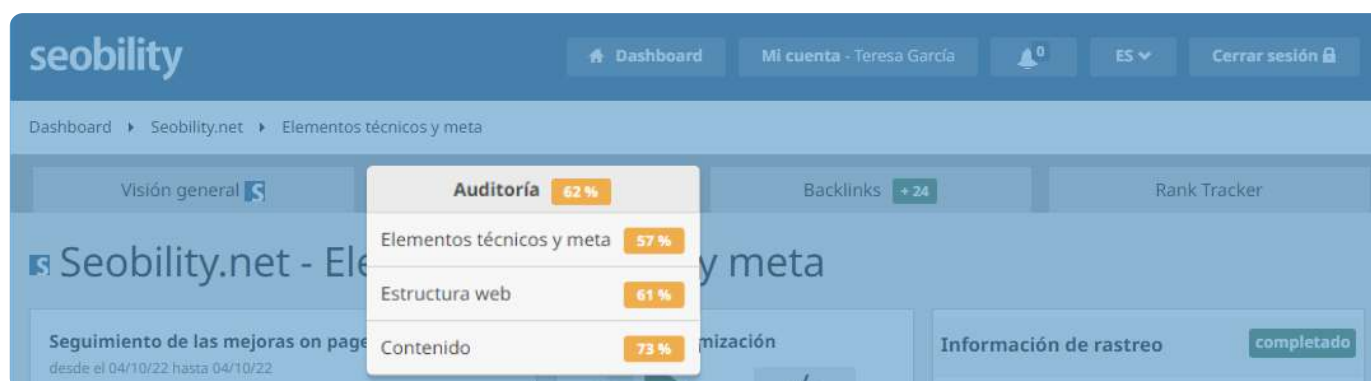 seobility
Dashboard
Mi cuenta - Teresa García
0
ES
Cerrar sesión
Dashboard ▸ Seobility.net ▸ Elementos técnicos y meta
Visión general
Auditoría 62 %
Backlinks + 24
Rank Tracker
Elementos técnicos y meta 57 %
Estructura web 61 %
Contenido 73 %
Seobility.net - Ele
y meta
Seguimiento de las mejoras on page
desde el 04/10/22 hasta 04/10/22
mización
Información de rastreo
completado